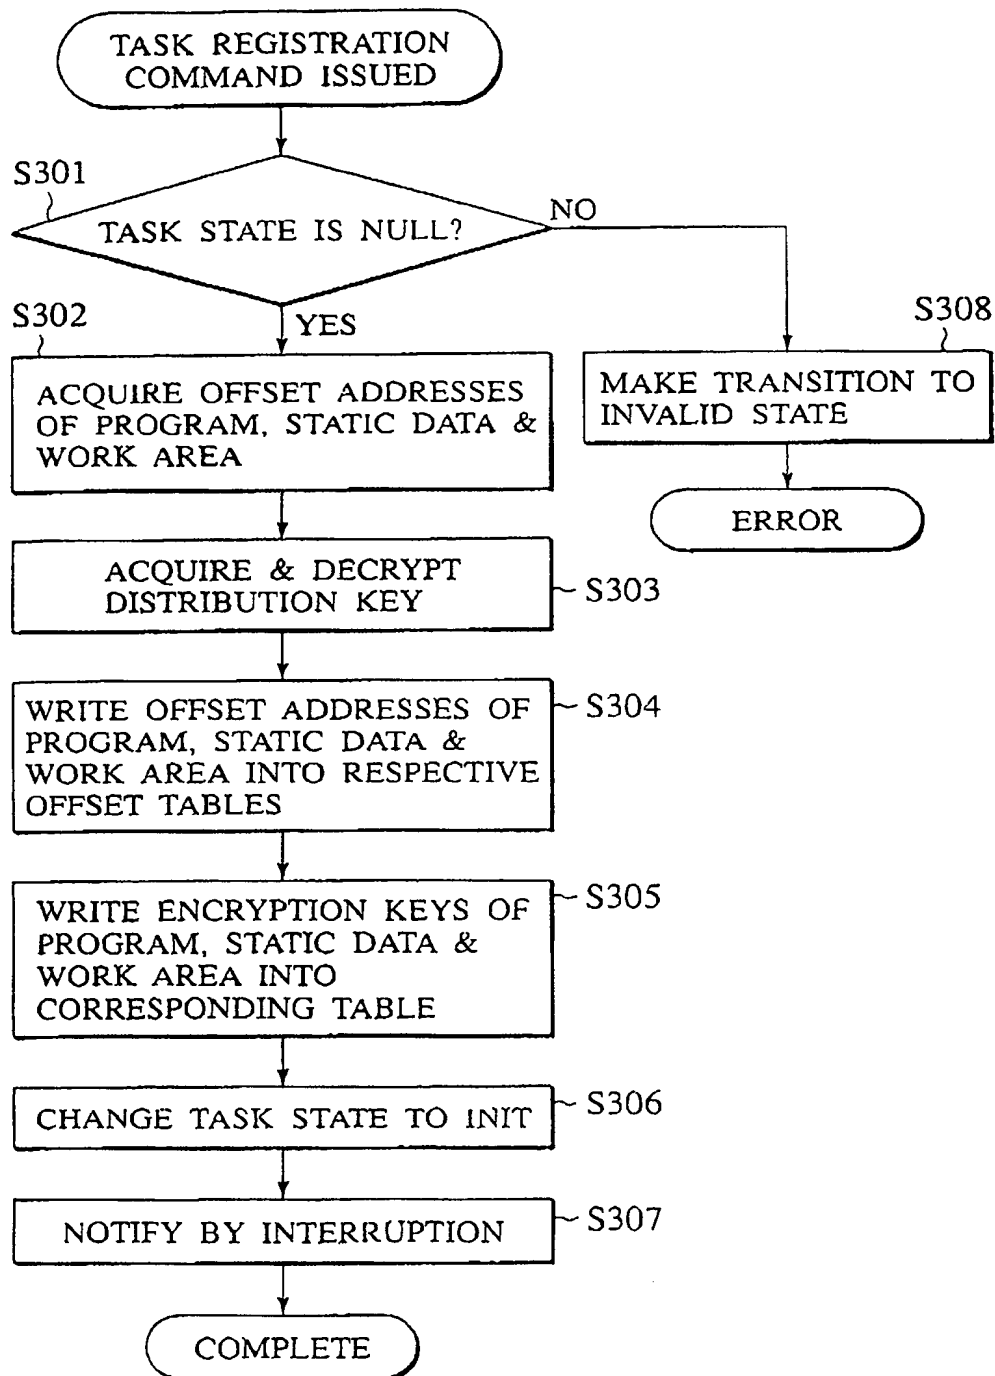 TASK REGISTRATION
COMMAND ISSUED
S301
TASK STATE IS NULL?
NO
YES
S302
ACQUIRE OFFSET ADDRESSES
OF PROGRAM, STATIC DATA &
WORK AREA
S308
MAKE TRANSITION TO
INVALID STATE
ERROR
ACQUIRE & DECRYPT
DISTRIBUTION KEY
S303
WRITE OFFSET ADDRESSES OF
PROGRAM, STATIC DATA &
WORK AREA INTO RESPECTIVE
OFFSET TABLES
S304
WRITE ENCRYPTION KEYS OF
PROGRAM, STATIC DATA &
WORK AREA INTO
CORRESPONDING TABLE
S305
CHANGE TASK STATE TO INIT
S306
NOTIFY BY INTERRUPTION
S307
COMPLETE